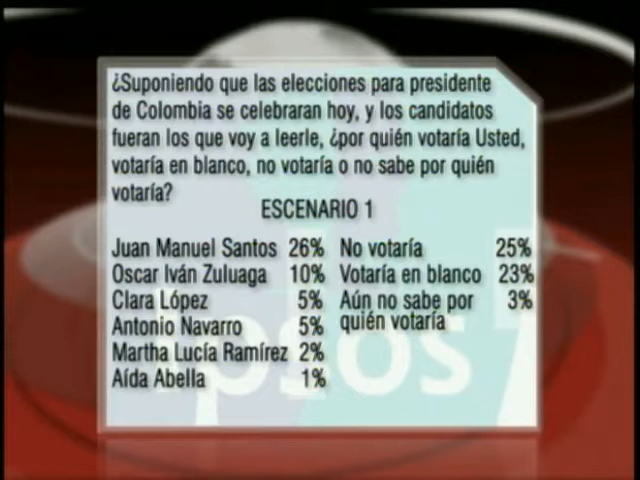 ¿Suponiendo que las elecciones para presidente
de Colombia se celebraran hoy, y los candidatos
fueran los que voy a leerle, ¿por quién votaría Usted,
votaría en blanco, no votaría o no sabe por quién
votaría?
ESCENARIO 1
Juan Manuel Santos 26%
Oscar Iván Zuluaga 10%
Clara López 5%
Antonio Navarro 5%
Martha Lucía Ramírez 2%
Aída Abella 1%
No votaría 25%
Votaría en blanco 23%
Aún no sabe por 3%
quién votaría
Ipsos